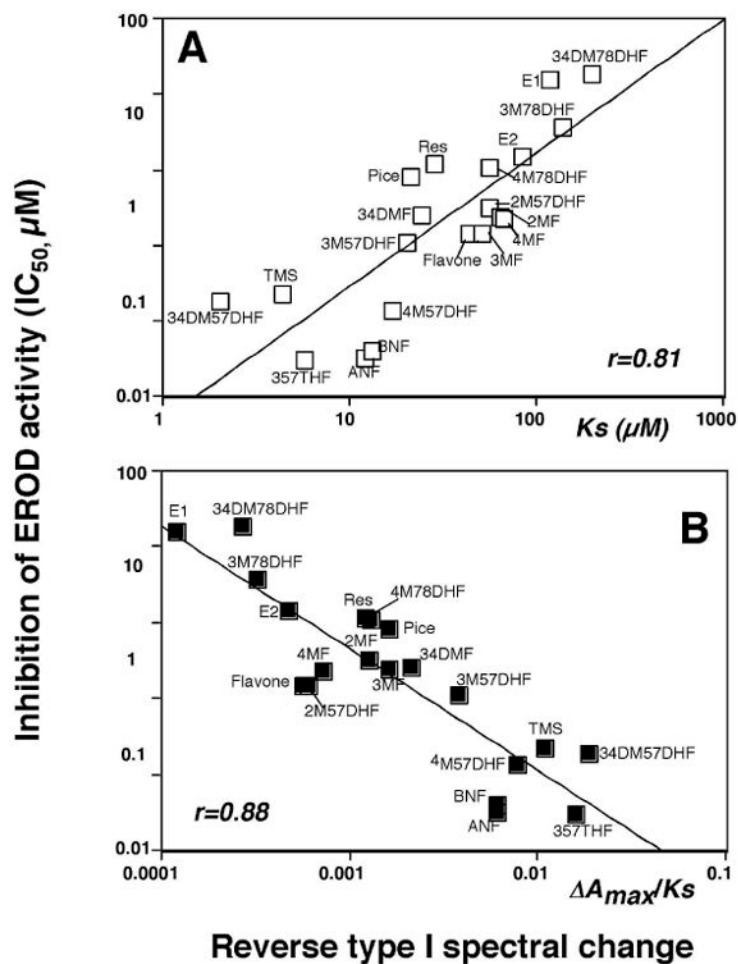 Inhibition of EROD activity (IC50, μM)
100
A
34DM78DHF
E1
10
3M78DHF
E2
Res
4M78DHF
Pice
2M57DHF
1
34DMF
2MF
4MF
3M57DHF
Flavone
3MF
TMS
0.1
34DM57DHF
4M57DHF
BNF
357THF
ANF
r=0.81
0.01
1
10
100
1000
Ks (μM)
100
E1
34DM78DHF
B
3M78DHF
10
E2
Res
4M78DHF
Pice
2MF
4MF
34DMF
1
Flavone
3MF
3M57DHF
2M57DHF
TMS
0.1
4M57DHF
34DM57DHF
BNF
r=0.88
ANF
357THF
0.01
0.0001
0.001
0.01
0.1
ΔAmax/Ks
Reverse type I spectral change